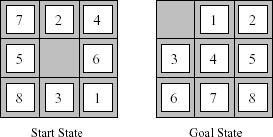 7 2 4
5 6
8 3 1
Start State
1 2
3 4 5
6 7 8
Goal State